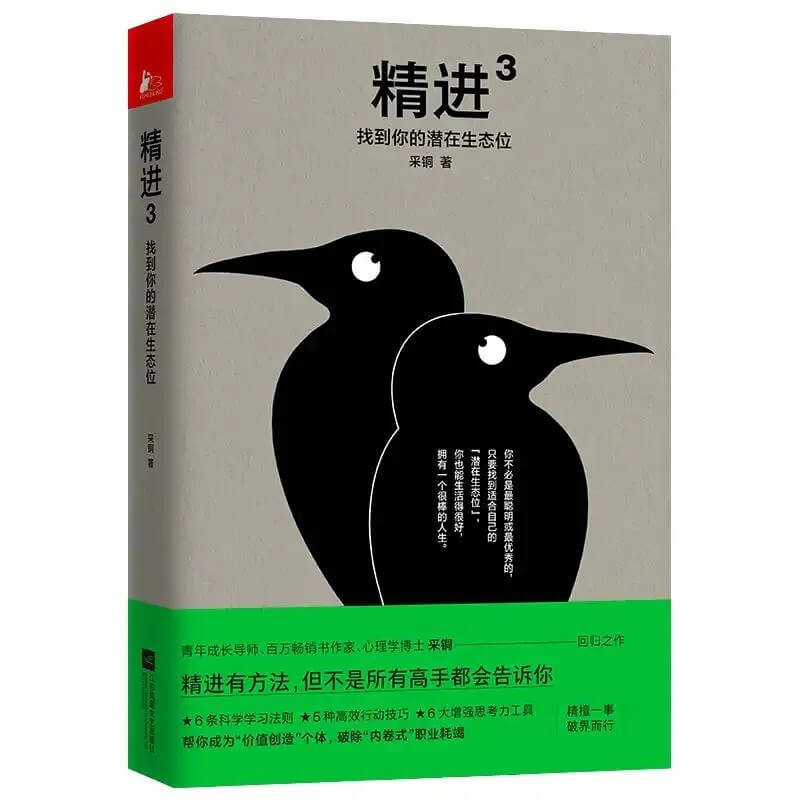 精进³
找到你的潜在生态位
采铜 著
你不必是最聪明或最优秀的，
只要找到适合自己的
「潜在生态位」，
你也能生活得很好，
拥有一个很棒的人生。
青年成长导师、百万畅销书作家、心理学博士 采铜——回归之作
精进有方法，但不是所有高手都会告诉你
★6条科学学习法则 ★5种高效行动技巧 ★6大增强思考力工具
帮你成为“价值创造”个体，破除“内卷式”职业耗竭
精擅一事
破界而行
精进3
找到你的潜在生态位
采铜 著